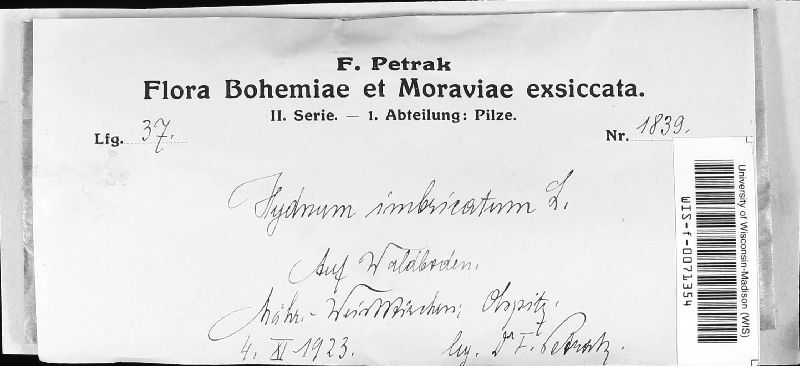 F. Petrak
Flora Bohemiae et Moraviae exsiccata.
II. Serie. — 1. Abteilung: Pilze.
Lfg. 37.
Nr. 1839.
Hydnum imbricatum L.
Auf Waldboden.
Mähr.-Weisskirchen: Ohspitz.
4. XI 1923.
leg. Dr F. Petrak.
University of Wisconsin-Madison (WIS)
WIS-f-0071354